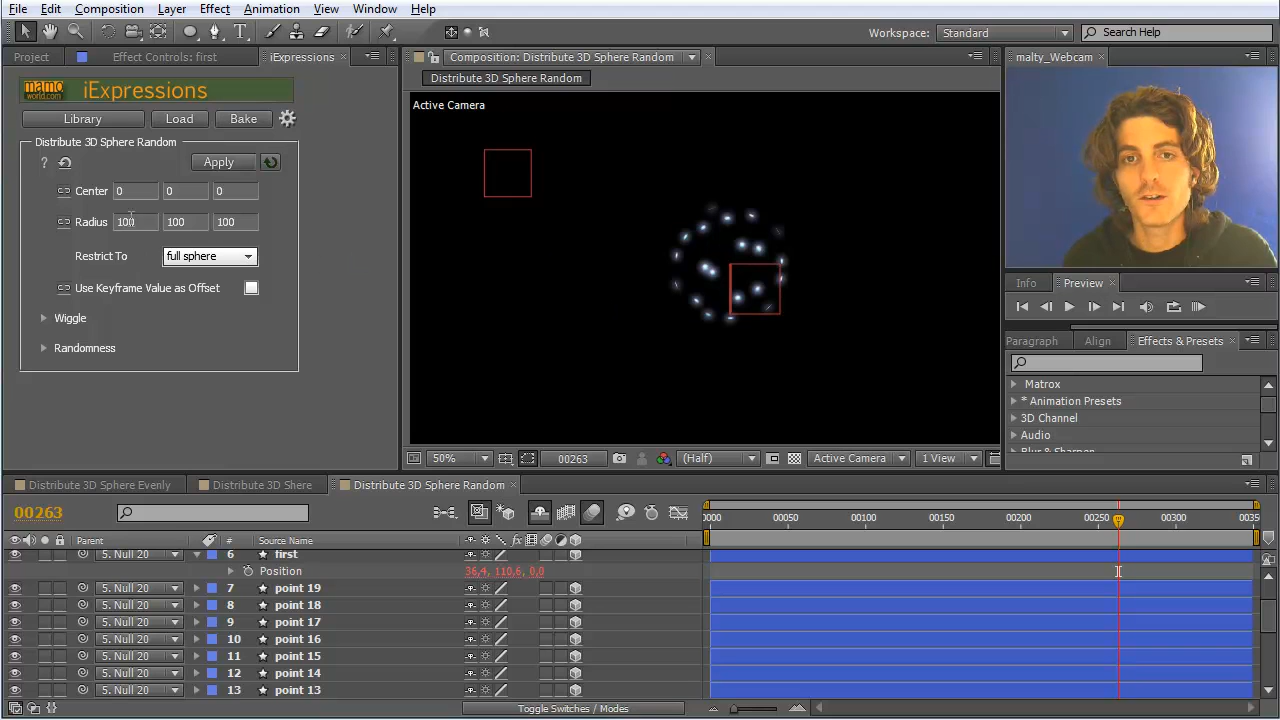 File Edit Composition Layer Effect Animation View Window Help
Workspace: Standard Search Help
Project Effect Controls: first iExpressions
Composition: Distribute 3D Sphere Random
malty_Webcam
mamo world.com iExpressions
Distribute 3D Sphere Random
Active Camera
Library Load Bake
Distribute 3D Sphere Random
? Apply
Center 0 0 0
Radius 100 100 100
Restrict To full sphere
Use Keyframe Value as Offset
Wiggle
Randomness
Info Preview
Paragraph Align Effects & Presets
Matrox
* Animation Presets
3D Channel
Audio
Blur & Sharpen
50% 00263 (Half) Active Camera 1 View
Distribute 3D Sphere Evenly Distribute 3D Shere Distribute 3D Sphere Random
00263
0000 00050 00100 00150 00200 00250 00300 0035
Parent # Source Name
5. Null 20 6 first
Position 36,4, 110,6, 0,0
5. Null 20 7 point 19
5. Null 20 8 point 18
5. Null 20 9 point 17
5. Null 20 10 point 16
5. Null 20 11 point 15
5. Null 20 12 point 14
5. Null 20 13 point 13
Toggle Switches / Modes